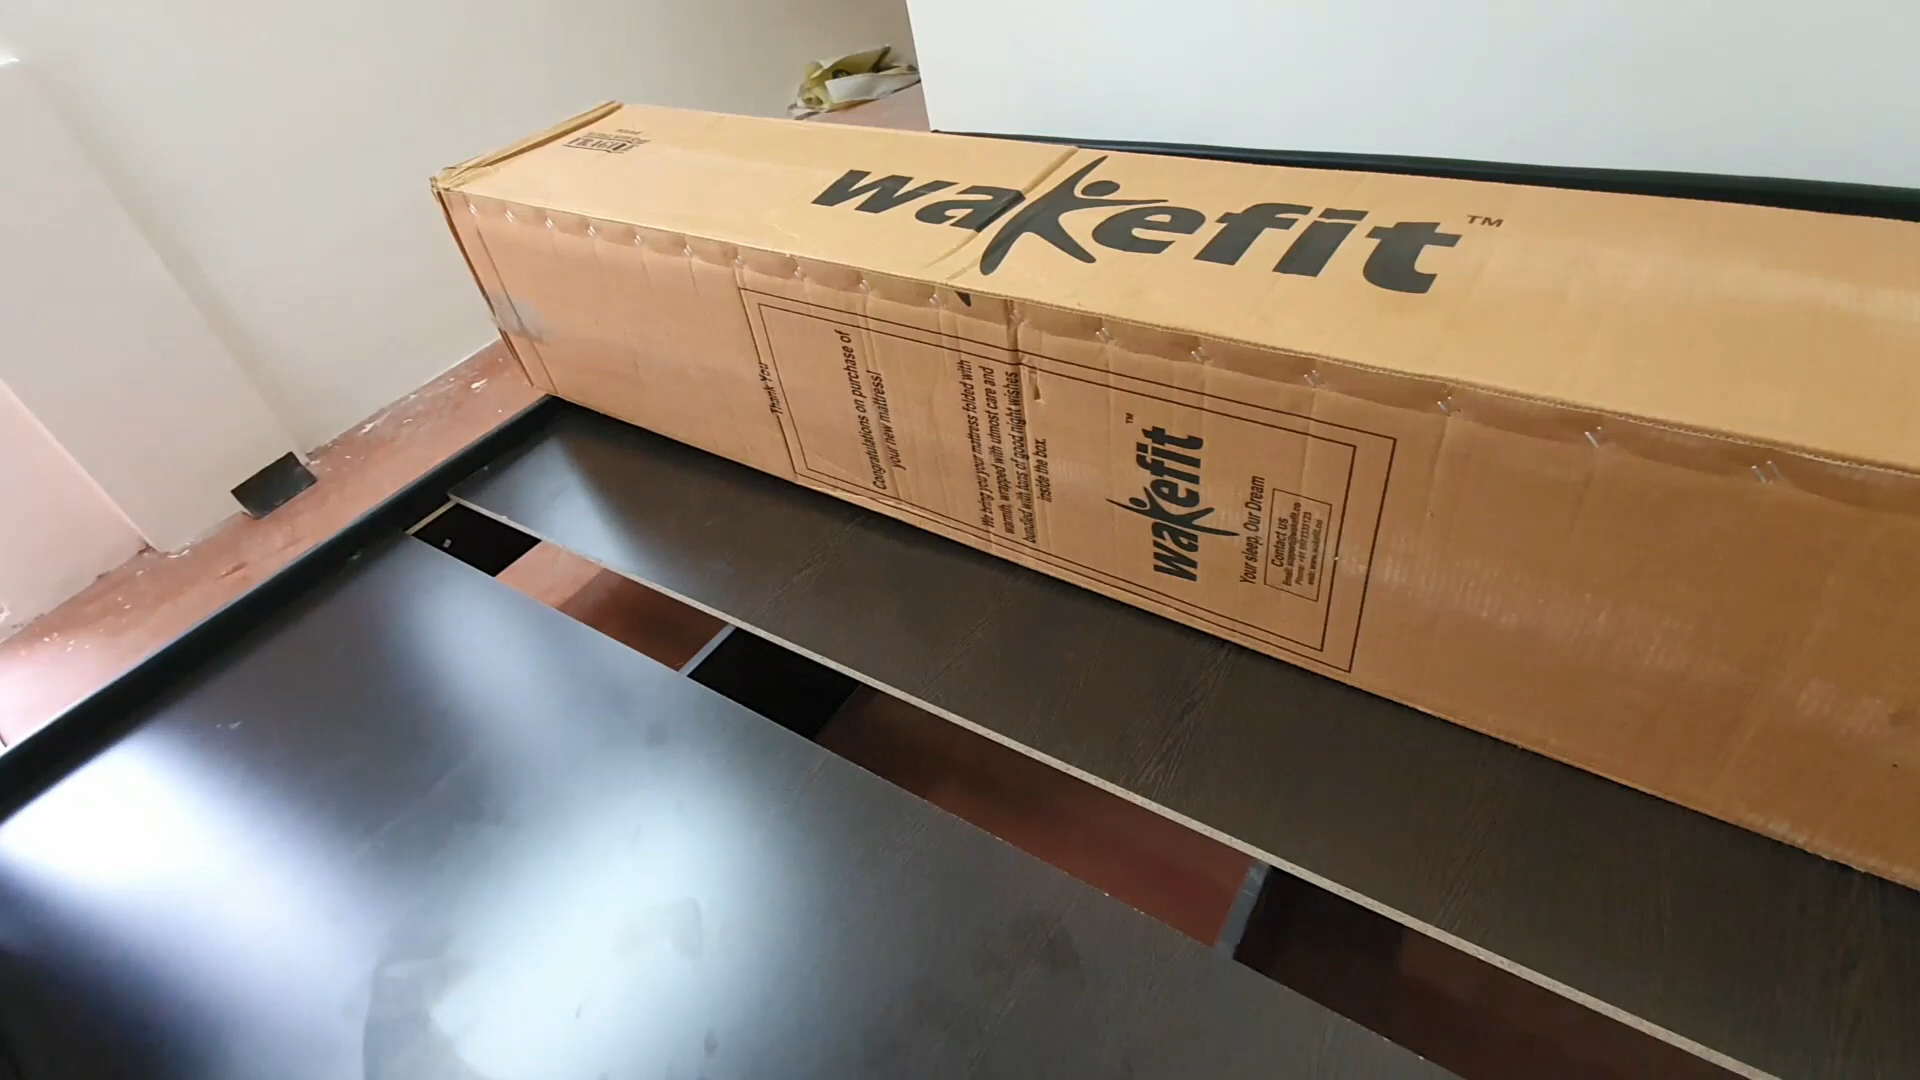 wakefit™
Thank You
Congratulations on purchase of
your new mattress!
We bring you your mattress folded with
warmth, wrapped with utmost care and
bundled with tons of good night wishes
inside the box.
wakefit™
Your sleep, Our Dream
Contact us